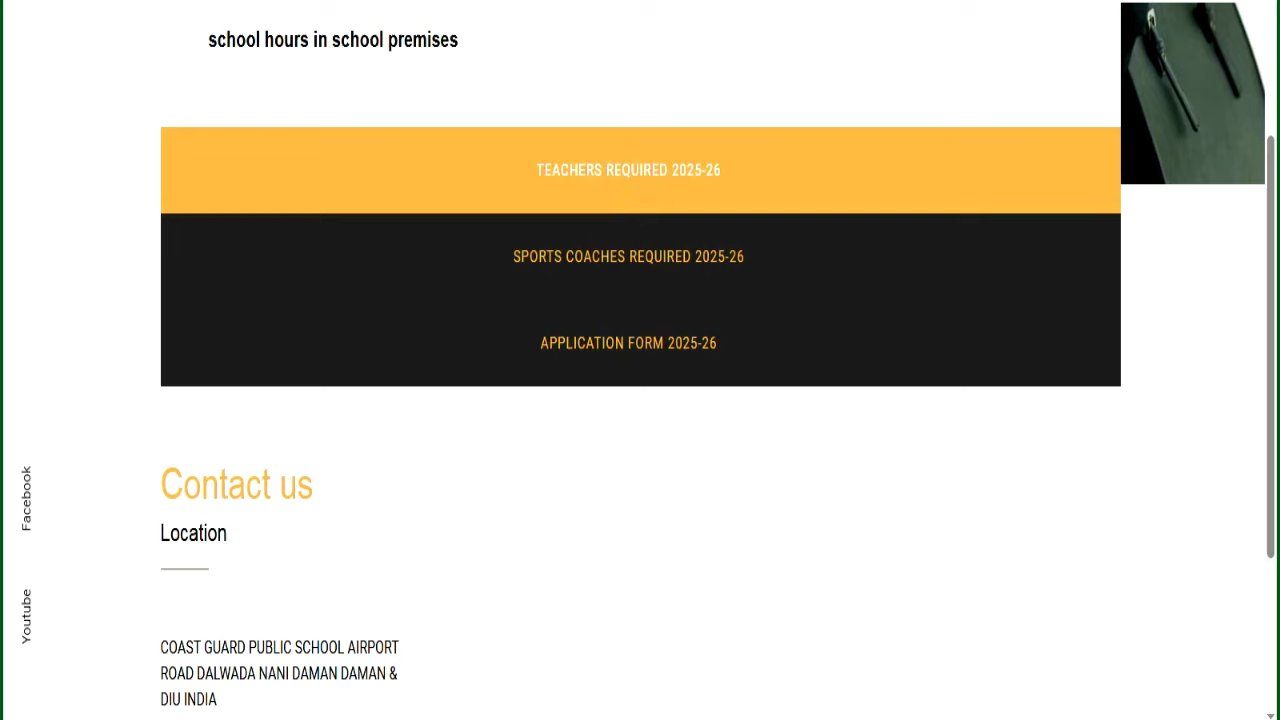 school hours in school premises
TEACHERS REQUIRED 2025-26
SPORTS COACHES REQUIRED 2025-26
APPLICATION FORM 2025-26
Contact us
Location
Facebook
Youtube
COAST GUARD PUBLIC SCHOOL AIRPORT
ROAD DALWADA NANI DAMAN DAMAN &
DIU INDIA